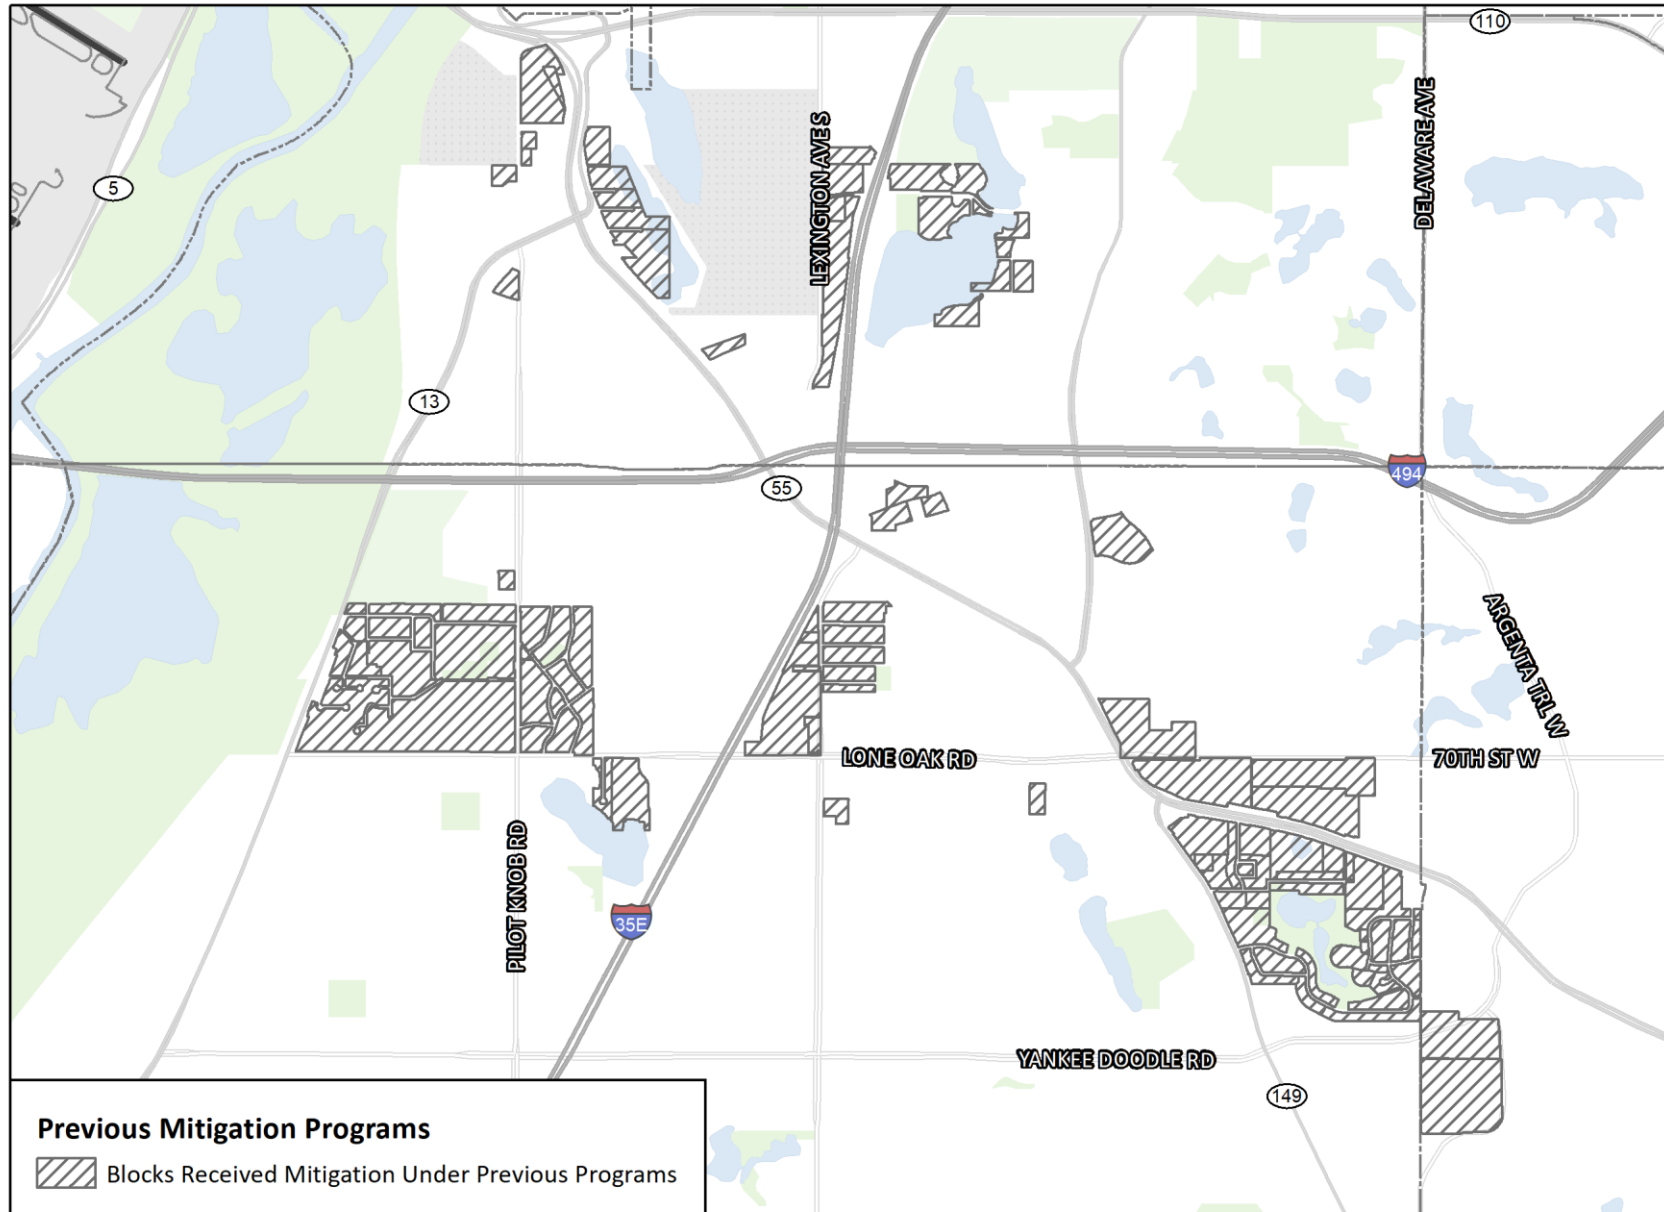 110
5
LEXINGTON AVE S
DELAWARE AVE
13
494
55
ARGENTA TRL W
LONE OAK RD
70TH ST W
PILOT KNOB RD
35E
YANKEE DOODLE RD
149
Previous Mitigation Programs
Blocks Received Mitigation Under Previous Programs